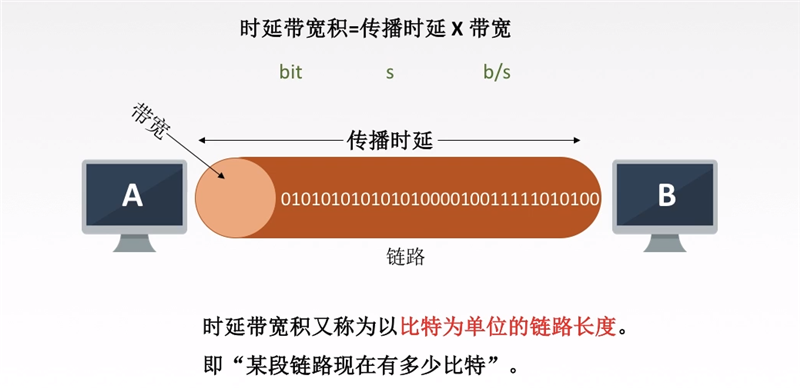 时延带宽积=传播时延 X 带宽
bit s b/s
带宽
传播时延
A
01010101010101000010011111010100
B
链路
时延带宽积又称为以比特为单位的链路长度。
即“某段链路现在有多少比特”。